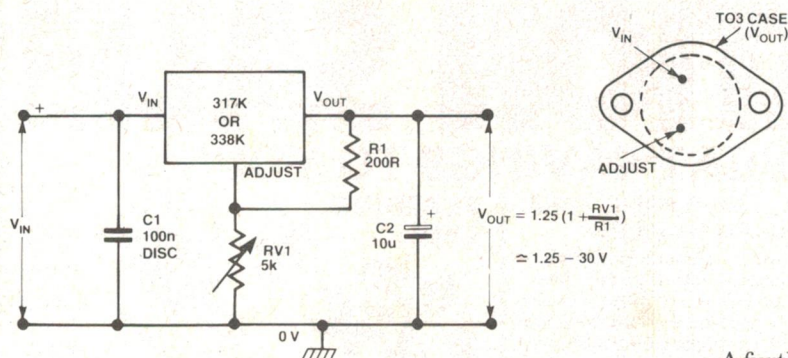 TO3 CASE
(VOUT)
VIN
ADJUST
+
VIN
317K
OR
338K
VOUT
ADJUST
R1
200R
VIN
C1
100n
DISC
RV1
5k
+
C2
10u
VOUT = 1.25 (1 + RV1/R1)
≃ 1.25 – 30 V
0 V